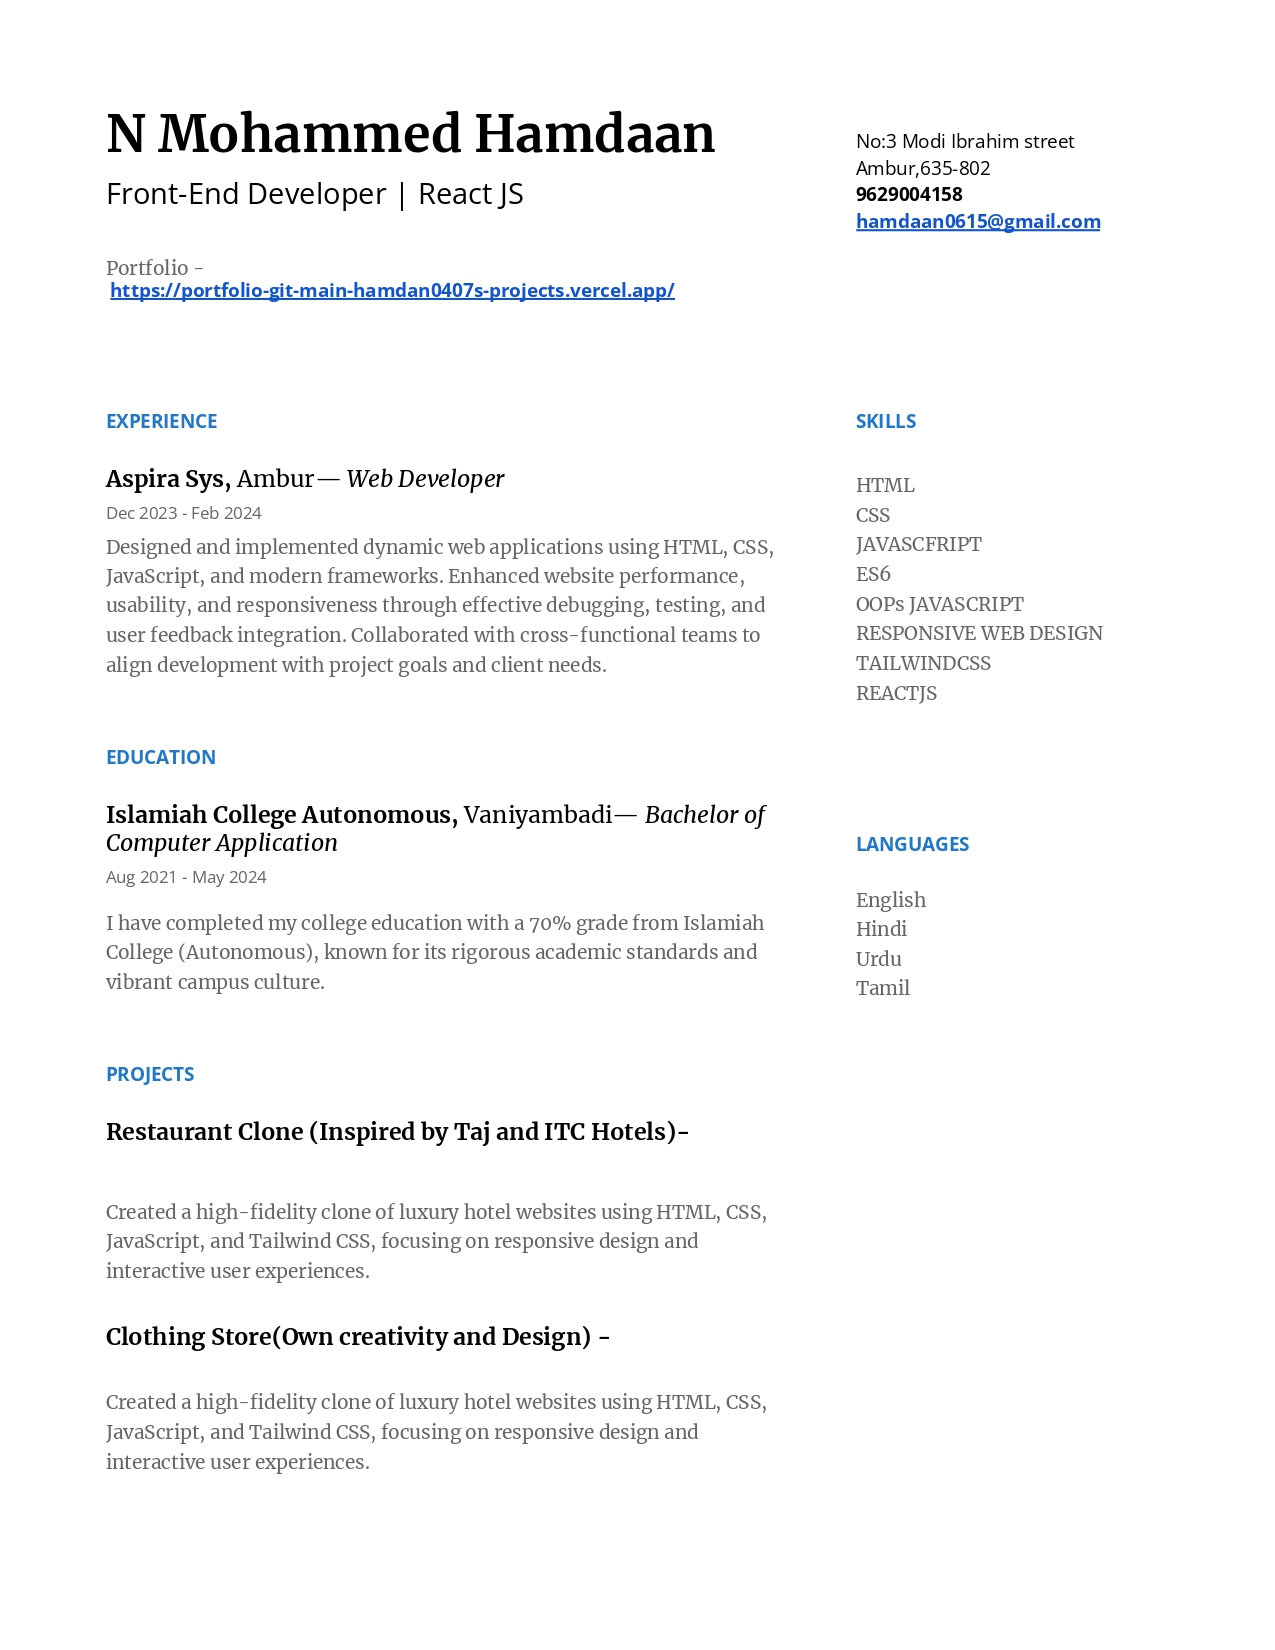 N Mohammed Hamdaan
Front-End Developer | React JS
Portfolio -
https://portfolio-git-main-hamdan0407s-projects.vercel.app/
No:3 Modi Ibrahim street
Ambur,635-802
9629004158
hamdaan0615@gmail.com
EXPERIENCE
Aspira Sys, Ambur— Web Developer
Dec 2023 - Feb 2024
Designed and implemented dynamic web applications using HTML, CSS,
JavaScript, and modern frameworks. Enhanced website performance,
usability, and responsiveness through effective debugging, testing, and
user feedback integration. Collaborated with cross-functional teams to
align development with project goals and client needs.
EDUCATION
Islamiah College Autonomous, Vaniyambadi— Bachelor of
Computer Application
Aug 2021 - May 2024
I have completed my college education with a 70% grade from Islamiah
College (Autonomous), known for its rigorous academic standards and
vibrant campus culture.
PROJECTS
Restaurant Clone (Inspired by Taj and ITC Hotels)-
Created a high-fidelity clone of luxury hotel websites using HTML, CSS,
JavaScript, and Tailwind CSS, focusing on responsive design and
interactive user experiences.
Clothing Store(Own creativity and Design) -
Created a high-fidelity clone of luxury hotel websites using HTML, CSS,
JavaScript, and Tailwind CSS, focusing on responsive design and
interactive user experiences.
SKILLS
HTML
CSS
JAVASCFRIPT
ES6
OOPs JAVASCRIPT
RESPONSIVE WEB DESIGN
TAILWINDCSS
REACTJS
LANGUAGES
English
Hindi
Urdu
Tamil